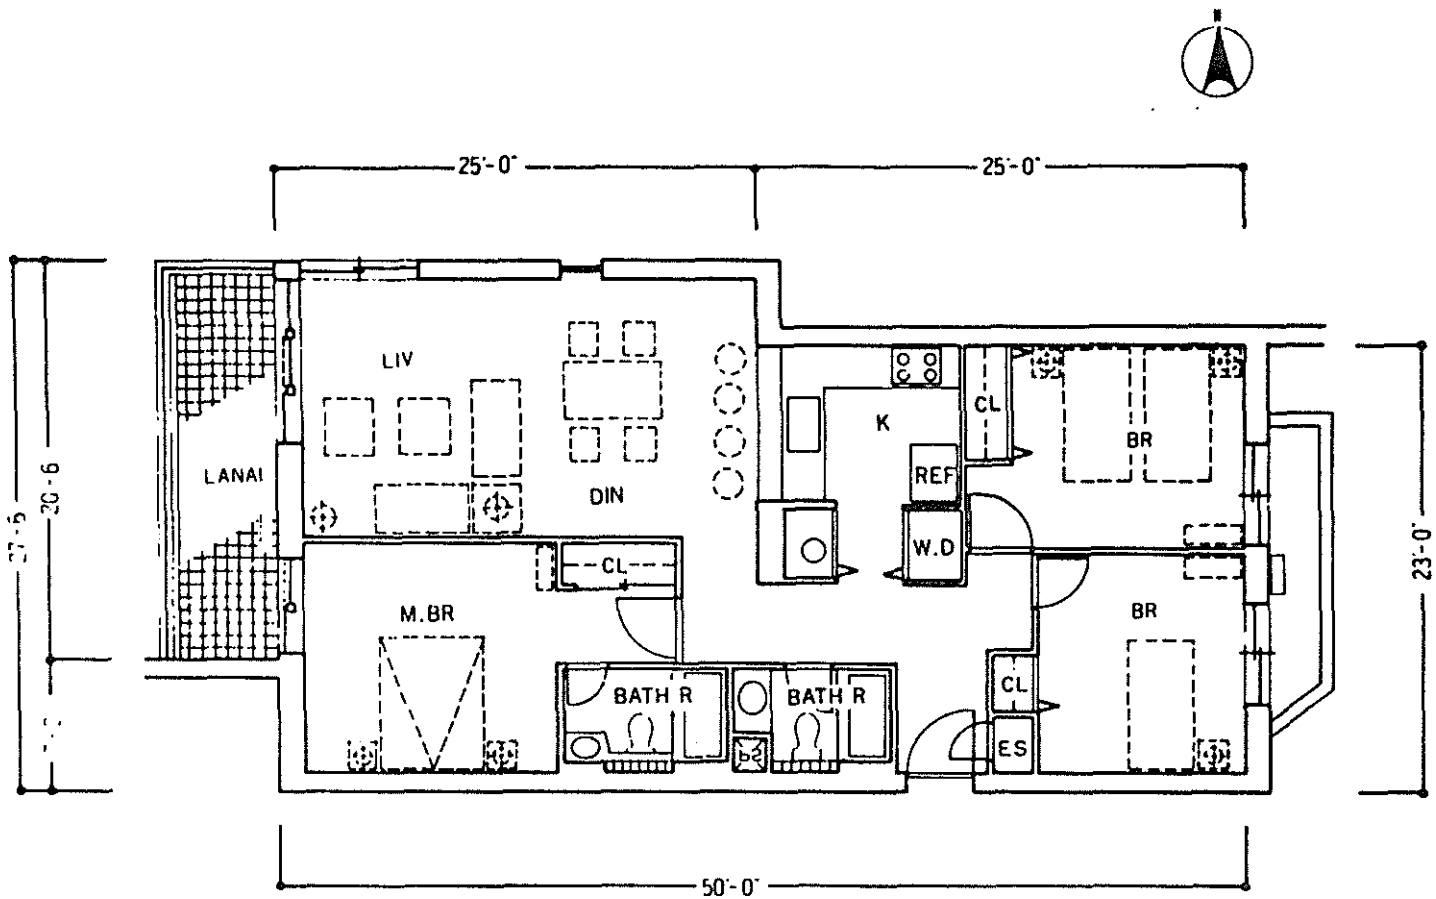 N
25'-0"
25'-0"
LIV
CL
K
BR
LANAI
REF
DIN
20-6
23'-0"
W.D
CL
M.BR
BR
BATH R
BATH R
CL
ES
50'-0"